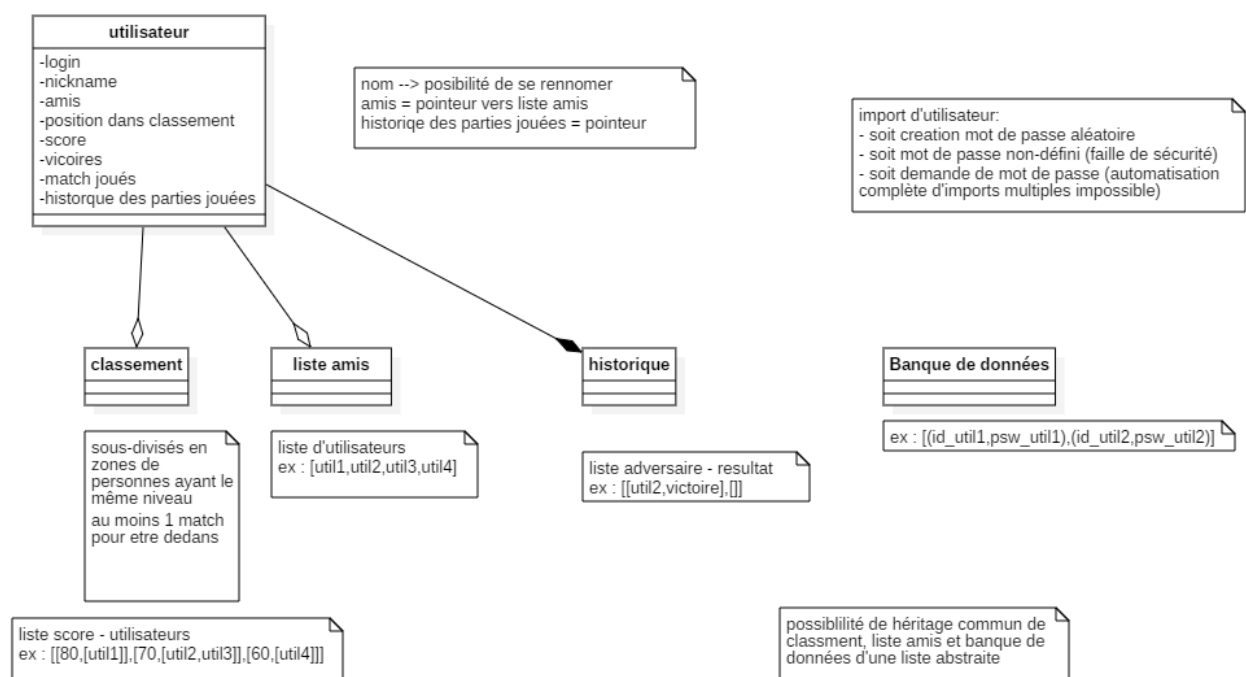 utilisateur
-login
-nickname
-amis
-position dans classement
-score
-vicoires
-match joués
-historque des parties jouées
nom --> posibilité de se rennomer
amis = pointeur vers liste amis
historiqe des parties jouées = pointeur
import d'utilisateur:
- soit creation mot de passe aléatoire
- soit mot de passe non-défini (faille de sécurité)
- soit demande de mot de passe (automatisation
complète d'imports multiples impossible)
classement
liste amis
historique
Banque de données
sous-divisés en
zones de
personnes ayant le
même niveau
au moins 1 match
pour etre dedans
liste d'utilisateurs
ex : [util1,util2,util3,util4]
liste adversaire - resultat
ex : [[util2,victoire],[]]
ex : [(id_util1,psw_util1),(id_util2,psw_util2)]
liste score - utilisateurs
ex : [[80,[util1]],[70,[util2,util3]],[60,[util4]]]
possiblilité de héritage commun de
classment, liste amis et banque de
données d'une liste abstraite